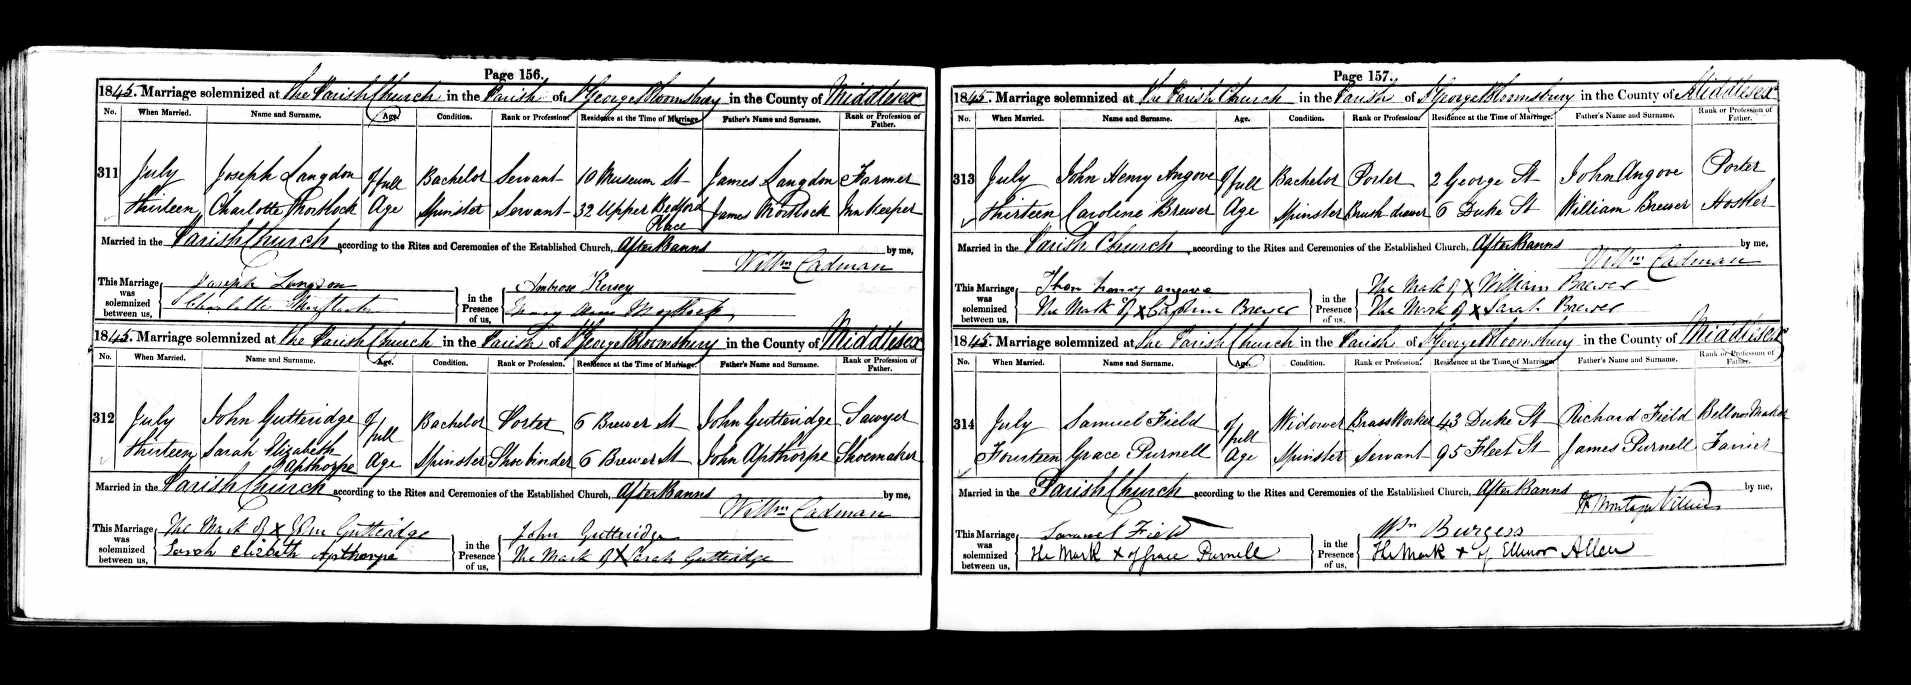 Page 156.
1845. Marriage solemnized at the Parish Church in the Parish of St George Bloomsbury in the County of Middlesex
No. When Married. Name and Surname. Age. Condition. Rank or Profession. Residence at the Time of Marriage. Father's Name and Surname. Rank or Profession of Father.
311 July Joseph Langdon of full Bachelor Servant 10 Museum St James Langdon Farmer
thirteen Charlotte Mortlock Age Spinster Servant 32 Upper Bedford Place James Mortlock Inn Keeper
Married in the Parish Church according to the Rites and Ceremonies of the Established Church, After Banns by me,
Willm Cadman
This Marriage was solemnized between us, Joseph Langdon
Charlotte
in the Presence of us, Ambrose Kersey
Mary Ann
1845. Marriage solemnized at the Parish Church in the Parish of St George Bloomsbury in the County of Middlesex
No. When Married. Name and Surname. Age. Condition. Rank or Profession. Residence at the Time of Marriage. Father's Name and Surname. Rank or Profession of Father.
312 July John Gutteridge of full Bachelor Porter 6 Brewer St John Gutteridge Sawyer
thirteen Sarah Elizabeth Apthorpe Age Spinster Shoebinder 6 Brewer St John Apthorpe Shoemaker
Married in the Parish Church according to the Rites and Ceremonies of the Established Church, After Banns by me,
Willm Cadman
This Marriage was solemnized between us, The Mark of X John Gutteridge
Sarah Elizbeth Apthorpe
in the Presence of us, John Gutteridge
The Mark of X Sarah Gutteridge
Page 157.
1845. Marriage solemnized at the Parish Church in the Parish of St George Bloomsbury in the County of Middlesex
No. When Married. Name and Surname. Age. Condition. Rank or Profession. Residence at the Time of Marriage. Father's Name and Surname. Rank or Profession of Father.
313 July John Henry Angove of full Bachelor Porter 2 George St John Angove Porter
thirteen Caroline Brewer Age Spinster Brush drawer 6 Duke St William Brewer Hostler
Married in the Parish Church according to the Rites and Ceremonies of the Established Church, After Banns by me,
Willm Cadman
This Marriage was solemnized between us, Jhon henry angove
The Mark of X Caroline Brewer
in the Presence of us, The Mark of X William Brewer
The Mark of X Sarah Brewer
1845. Marriage solemnized at the Parish Church in the Parish of St George Bloomsbury in the County of Middlesex
No. When Married. Name and Surname. Age. Condition. Rank or Profession. Residence at the Time of Marriage. Father's Name and Surname. Rank or Profession of Father.
314 July Samuel Field of full Widower Brass Worker 43 Duke St Richard Field Bellows Maker
Fourteen Grace Purnell Age Spinster Servant 95 Fleet St James Purnell Farrier
Married in the Parish Church according to the Rites and Ceremonies of the Established Church, After Banns by me,
H Montagu Villiers
This Marriage was solemnized between us, Samuel Field
The Mark + of Grace Purnell
in the Presence of us, Wm Burgess
The Mark + of Ellinor Allen